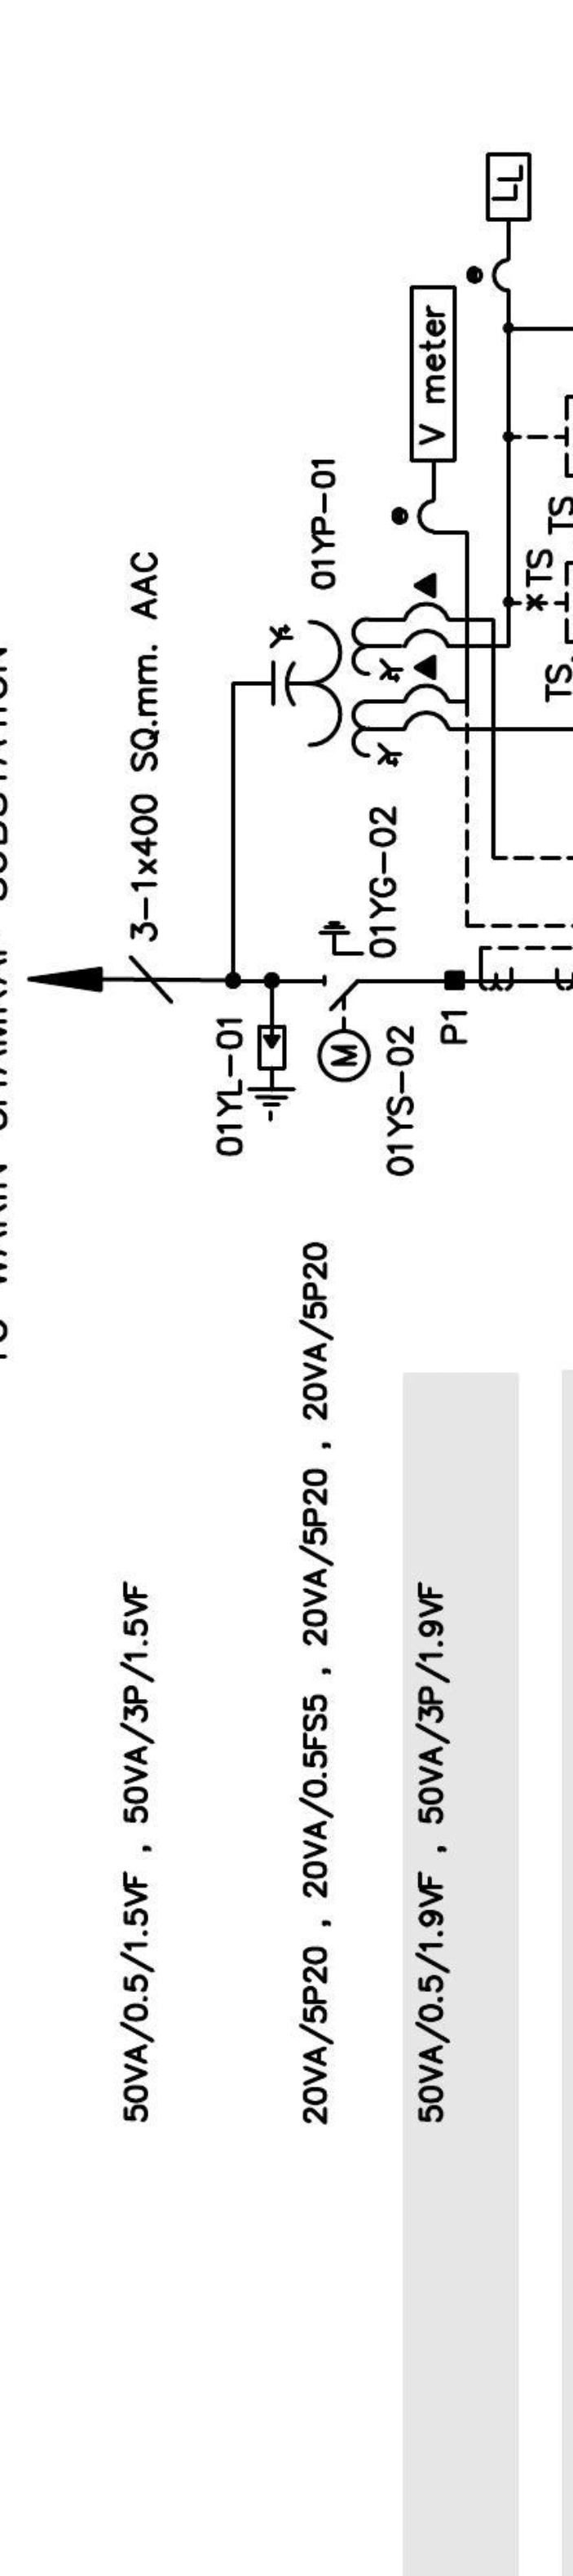 LL
V meter
01YP-01
3-1x400 SQ.mm. AAC
*TS
TS
TS
01YG-02
01YL-01
M
P1
01YS-02
50VA/0.5/1.5VF , 50VA/3P/1.5VF
20VA/5P20 , 20VA/0.5FS5 , 20VA/5P20 , 20VA/5P20
50VA/0.5/1.9VF , 50VA/3P/1.9VF